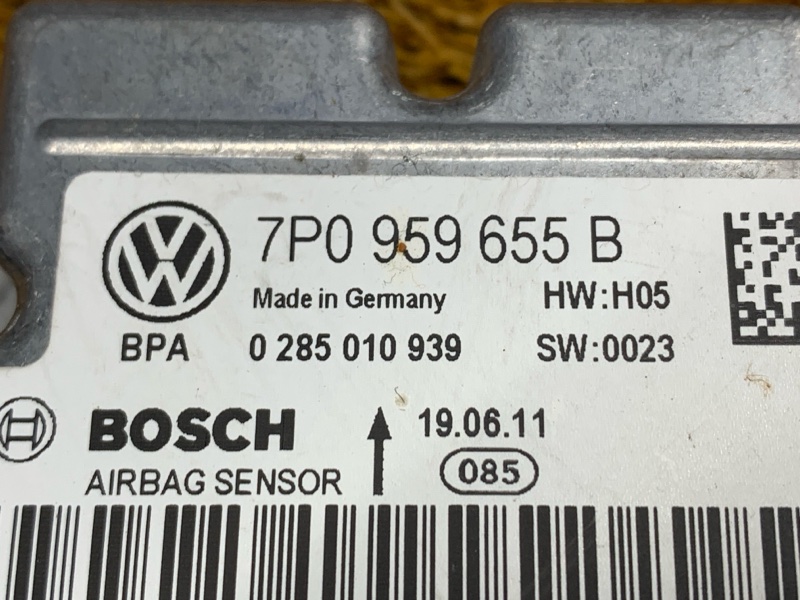 7P0 959 655 B
Made in Germany HW:H05
BPA 0 285 010 939 SW:0023
BOSCH 19.06.11
AIRBAG SENSOR 085